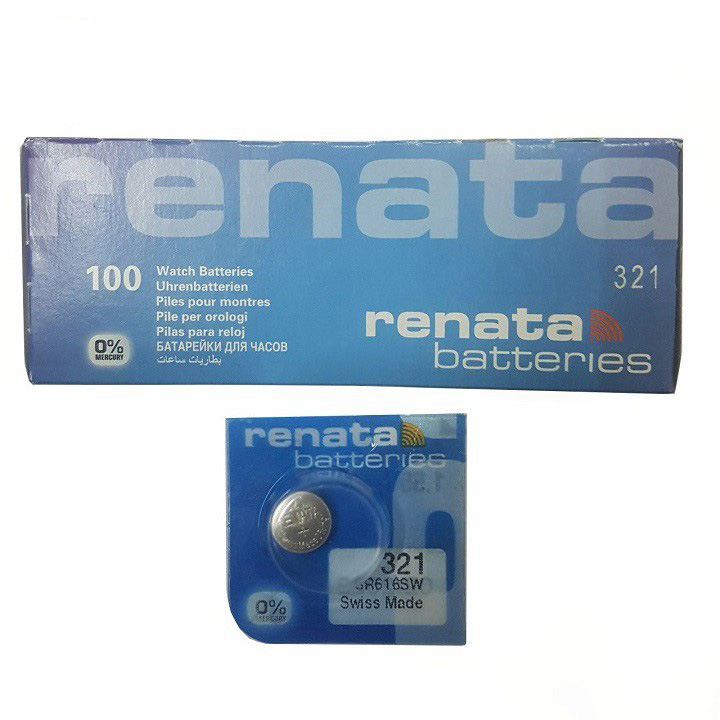 renata
100
Watch Batteries
Uhrenbatterien
Piles pour montres
Pile per orologi
Pilas para reloj
БАТАРЕЙКИ ДЛЯ ЧАСОВ
بطاريات ساعات
321
renata
batteries
0%
MERCURY
renata
batteries
321
SR616SW
Swiss Made
0%
MERCURY